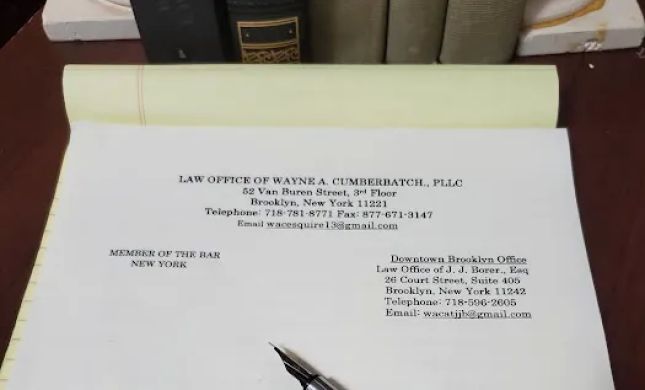 LAW OFFICE OF WAYNE A. CUMBERBATCH., PLLC
52 Van Buren Street, 3rd Floor
Brooklyn, New York 11221
Telephone: 718-781-8771 Fax: 877-671-3147
Email wacesquire13@gmail.com
MEMBER OF THE BAR
NEW YORK
Downtown Brooklyn Office
Law Office of J. J. Borer., Esq
26 Court Street, Suite 405
Brooklyn, New York 11242
Telephone: 718-596-2605
Email: wacatjjb@gmail.com